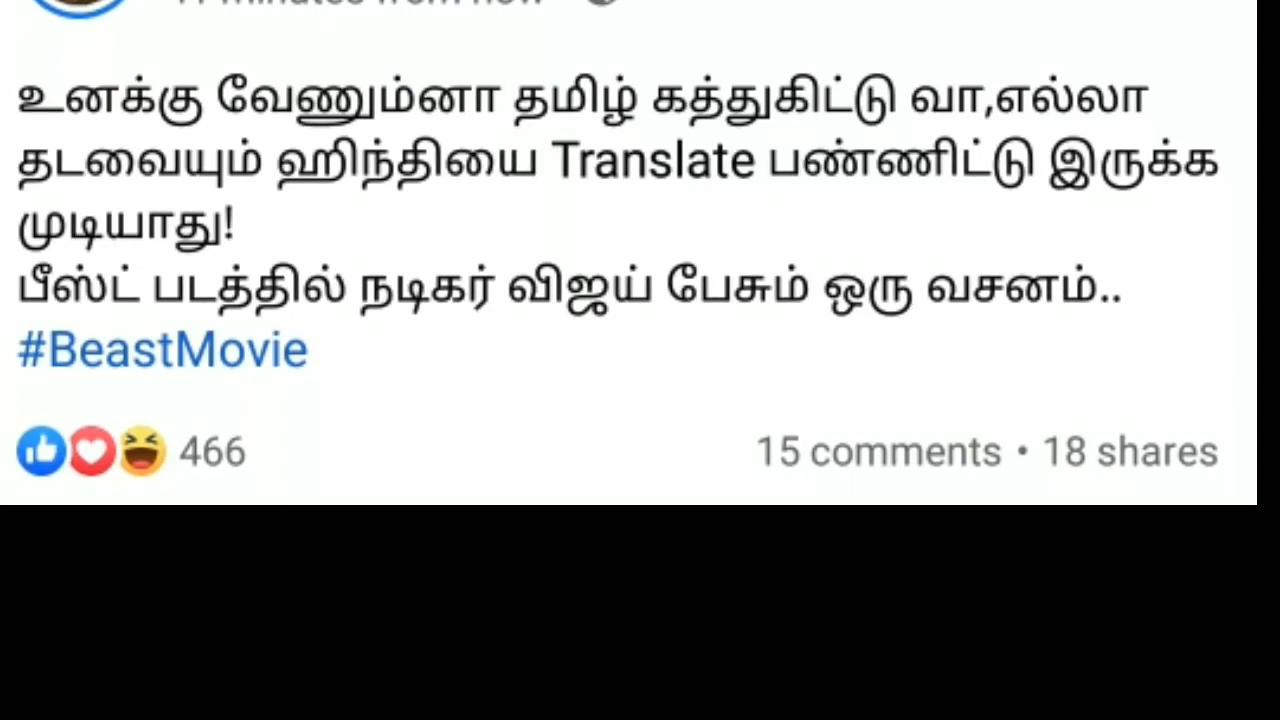 உனக்கு வேணும்னா தமிழ் கத்துகிட்டு வா,எல்லா
தடவையும் ஹிந்தியை Translate பண்ணிட்டு இருக்க
முடியாது!
பீஸ்ட் படத்தில் நடிகர் விஜய் பேசும் ஒரு வசனம்..
#BeastMovie
466 15 comments • 18 shares